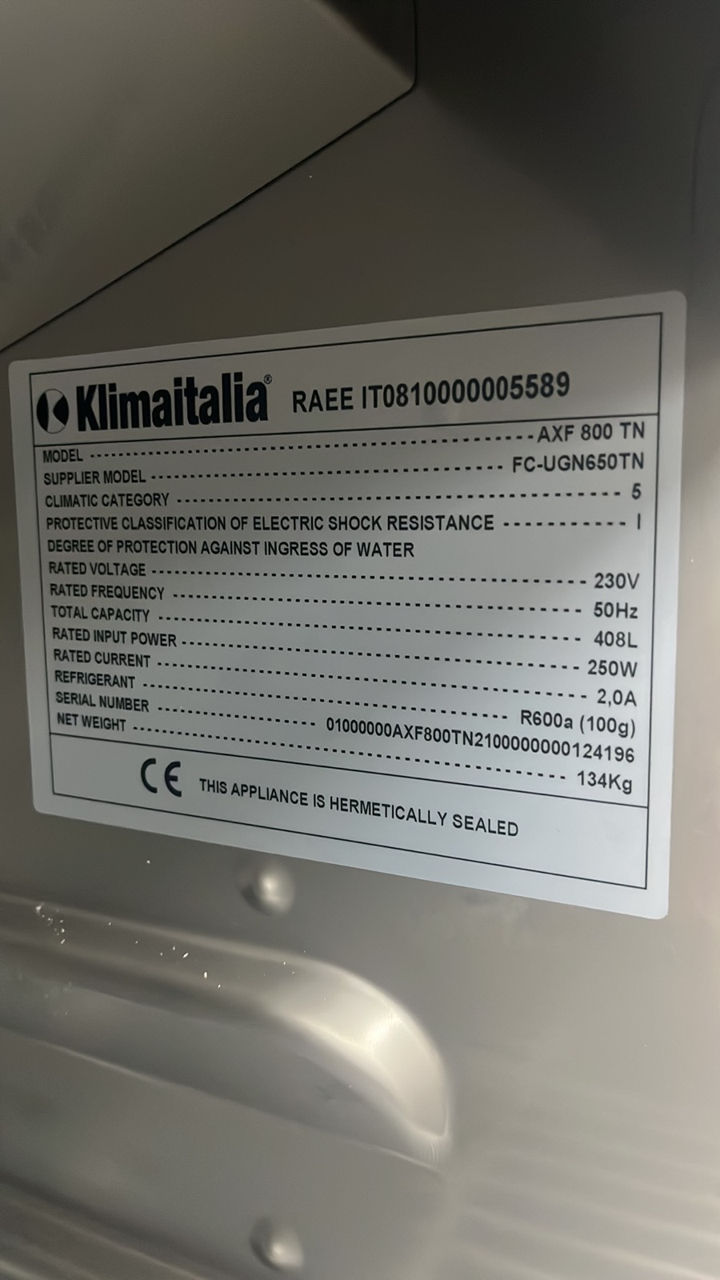 Klimaitalia® RAEE IT0810000005589
MODEL AXF 800 TN
SUPPLIER MODEL FC-UGN650TN
CLIMATIC CATEGORY 5
PROTECTIVE CLASSIFICATION OF ELECTRIC SHOCK RESISTANCE I
DEGREE OF PROTECTION AGAINST INGRESS OF WATER
RATED VOLTAGE 230V
RATED FREQUENCY 50Hz
TOTAL CAPACITY 408L
RATED INPUT POWER 250W
RATED CURRENT 2,0A
REFRIGERANT R600a (100g)
SERIAL NUMBER 01000000AXF800TN2100000000124196
NET WEIGHT 134Kg
CE THIS APPLIANCE IS HERMETICALLY SEALED